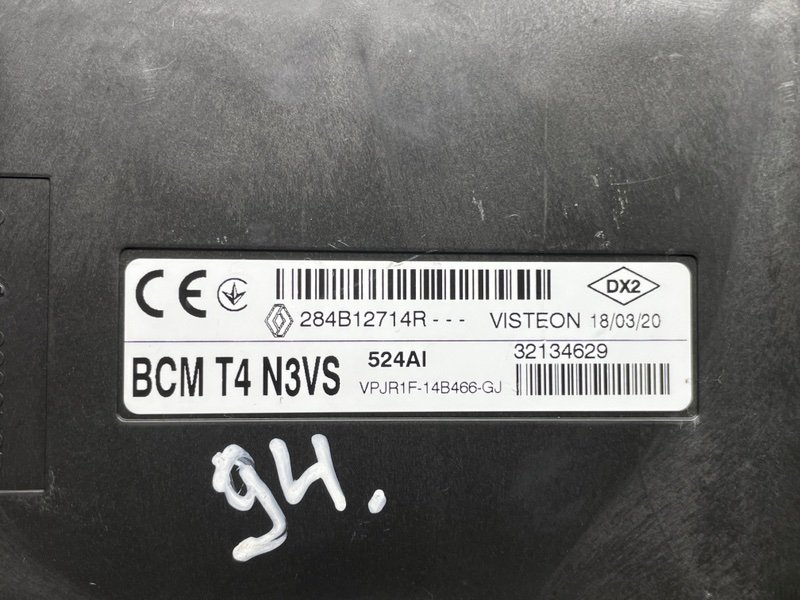 CE DX2
284B12714R--- VISTEON 18/03/20
BCM T4 N3VS 524AI 32134629
VPJR1F-14B466-GJ
94.